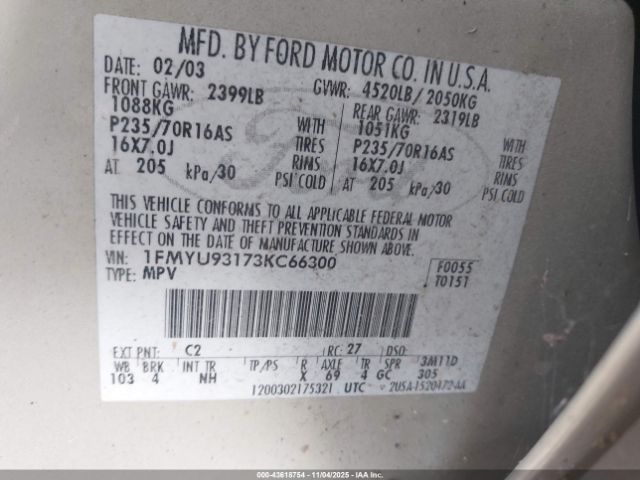 MFD. BY FORD MOTOR CO. IN U.S.A.
DATE: 02/03 GVWR: 4520LB/ 2050KG
FRONT GAWR: 2399LB REAR GAWR: 2319LB
1088KG 1051KG
P235/70R16AS WITH TIRES P235/70R16AS WITH TIRES
16X7.0J RIMS 16X7.0J RIMS
AT 205 kPa/30 PSI COLD AT 205 kPa/30 PSI COLD
THIS VEHICLE CONFORMS TO ALL APPLICABLE FEDERAL MOTOR
VEHICLE SAFETY AND THEFT PREVENTION STANDARDS IN
EFFECT ON THE DATE OF MANUFACTURE SHOWN ABOVE.
VIN: 1FMYU93173KC66300 F0055
TYPE: MPV T0151
EXT PNT: C2 RC: 27 DSO:
WB BRK INT TR TP/PS R AXLE TR SPR 3M11D
103 4 NH X 69 4 GC 305
1200302175321 UTC
00-43618754 - 11/04/2025 - IAA Inc.